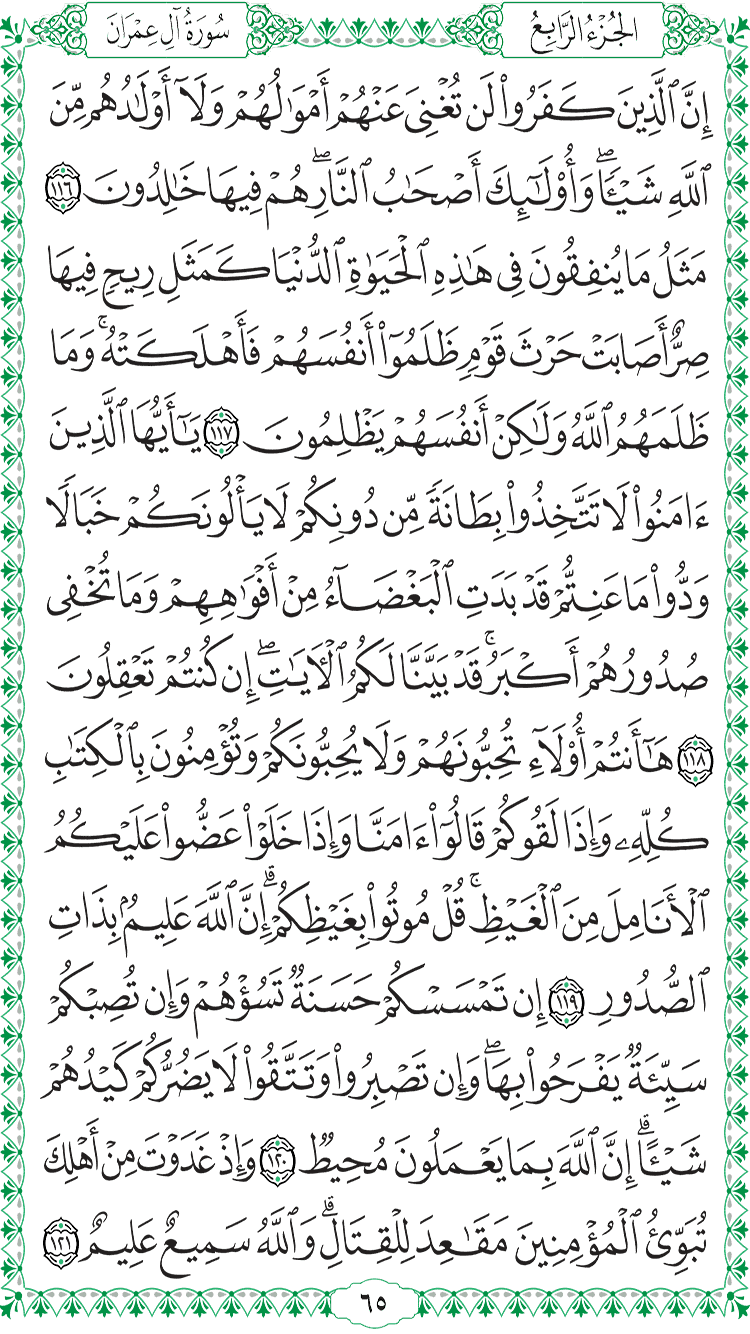 الجُزْءُ الرَّابِعُ
سُورَةُ آلِ عِمْرَانَ
إِنَّ ٱلَّذِينَ كَفَرُوا۟ لَن تُغْنِىَ عَنْهُمْ أَمْوَٰلُهُمْ وَلَآ أَوْلَٰدُهُم مِّنَ
ٱللَّهِ شَيْـًٔا ۖ وَأُو۟لَٰٓئِكَ أَصْحَٰبُ ٱلنَّارِ ۖ هُمْ فِيهَا خَٰلِدُونَ ١١٦
مَثَلُ مَا يُنفِقُونَ فِى هَٰذِهِ ٱلْحَيَوٰةِ ٱلدُّنْيَا كَمَثَلِ رِيحٍ فِيهَا
صِرٌّ أَصَابَتْ حَرْثَ قَوْمٍ ظَلَمُوٓا۟ أَنفُسَهُمْ فَأَهْلَكَتْهُ ۚ وَمَا
ظَلَمَهُمُ ٱللَّهُ وَلَٰكِنْ أَنفُسَهُمْ يَظْلِمُونَ ١١٧ يَٰٓأَيُّهَا ٱلَّذِينَ
ءَامَنُوا۟ لَا تَتَّخِذُوا۟ بِطَانَةً مِّن دُونِكُمْ لَا يَأْلُونَكُمْ خَبَالًا
وَدُّوا۟ مَا عَنِتُّمْ قَدْ بَدَتِ ٱلْبَغْضَآءُ مِنْ أَفْوَٰهِهِمْ وَمَا تُخْفِى
صُدُورُهُمْ أَكْبَرُ ۚ قَدْ بَيَّنَّا لَكُمُ ٱلْـَٔايَٰتِ ۖ إِن كُنتُمْ تَعْقِلُونَ
١١٨ هَٰٓأَنتُمْ أُو۟لَآءِ تُحِبُّونَهُمْ وَلَا يُحِبُّونَكُمْ وَتُؤْمِنُونَ بِٱلْكِتَٰبِ
كُلِّهِۦ وَإِذَا لَقُوكُمْ قَالُوٓا۟ ءَامَنَّا وَإِذَا خَلَوْا۟ عَضُّوا۟ عَلَيْكُمُ
ٱلْأَنَامِلَ مِنَ ٱلْغَيْظِ ۚ قُلْ مُوتُوا۟ بِغَيْظِكُمْ ۗ إِنَّ ٱللَّهَ عَلِيمٌۢ بِذَاتِ
ٱلصُّدُورِ ١١٩ إِن تَمْسَسْكُمْ حَسَنَةٌ تَسُؤْهُمْ وَإِن تُصِبْكُمْ
سَيِّئَةٌ يَفْرَحُوا۟ بِهَا ۖ وَإِن تَصْبِرُوا۟ وَتَتَّقُوا۟ لَا يَضُرُّكُمْ كَيْدُهُمْ
شَيْـًٔا ۗ إِنَّ ٱللَّهَ بِمَا يَعْمَلُونَ مُحِيطٌ ١٢٠ وَإِذْ غَدَوْتَ مِنْ أَهْلِكَ
تُبَوِّئُ ٱلْمُؤْمِنِينَ مَقَٰعِدَ لِلْقِتَالِ ۗ وَٱللَّهُ سَمِيعٌ عَلِيمٌ ١٢١
٦٥